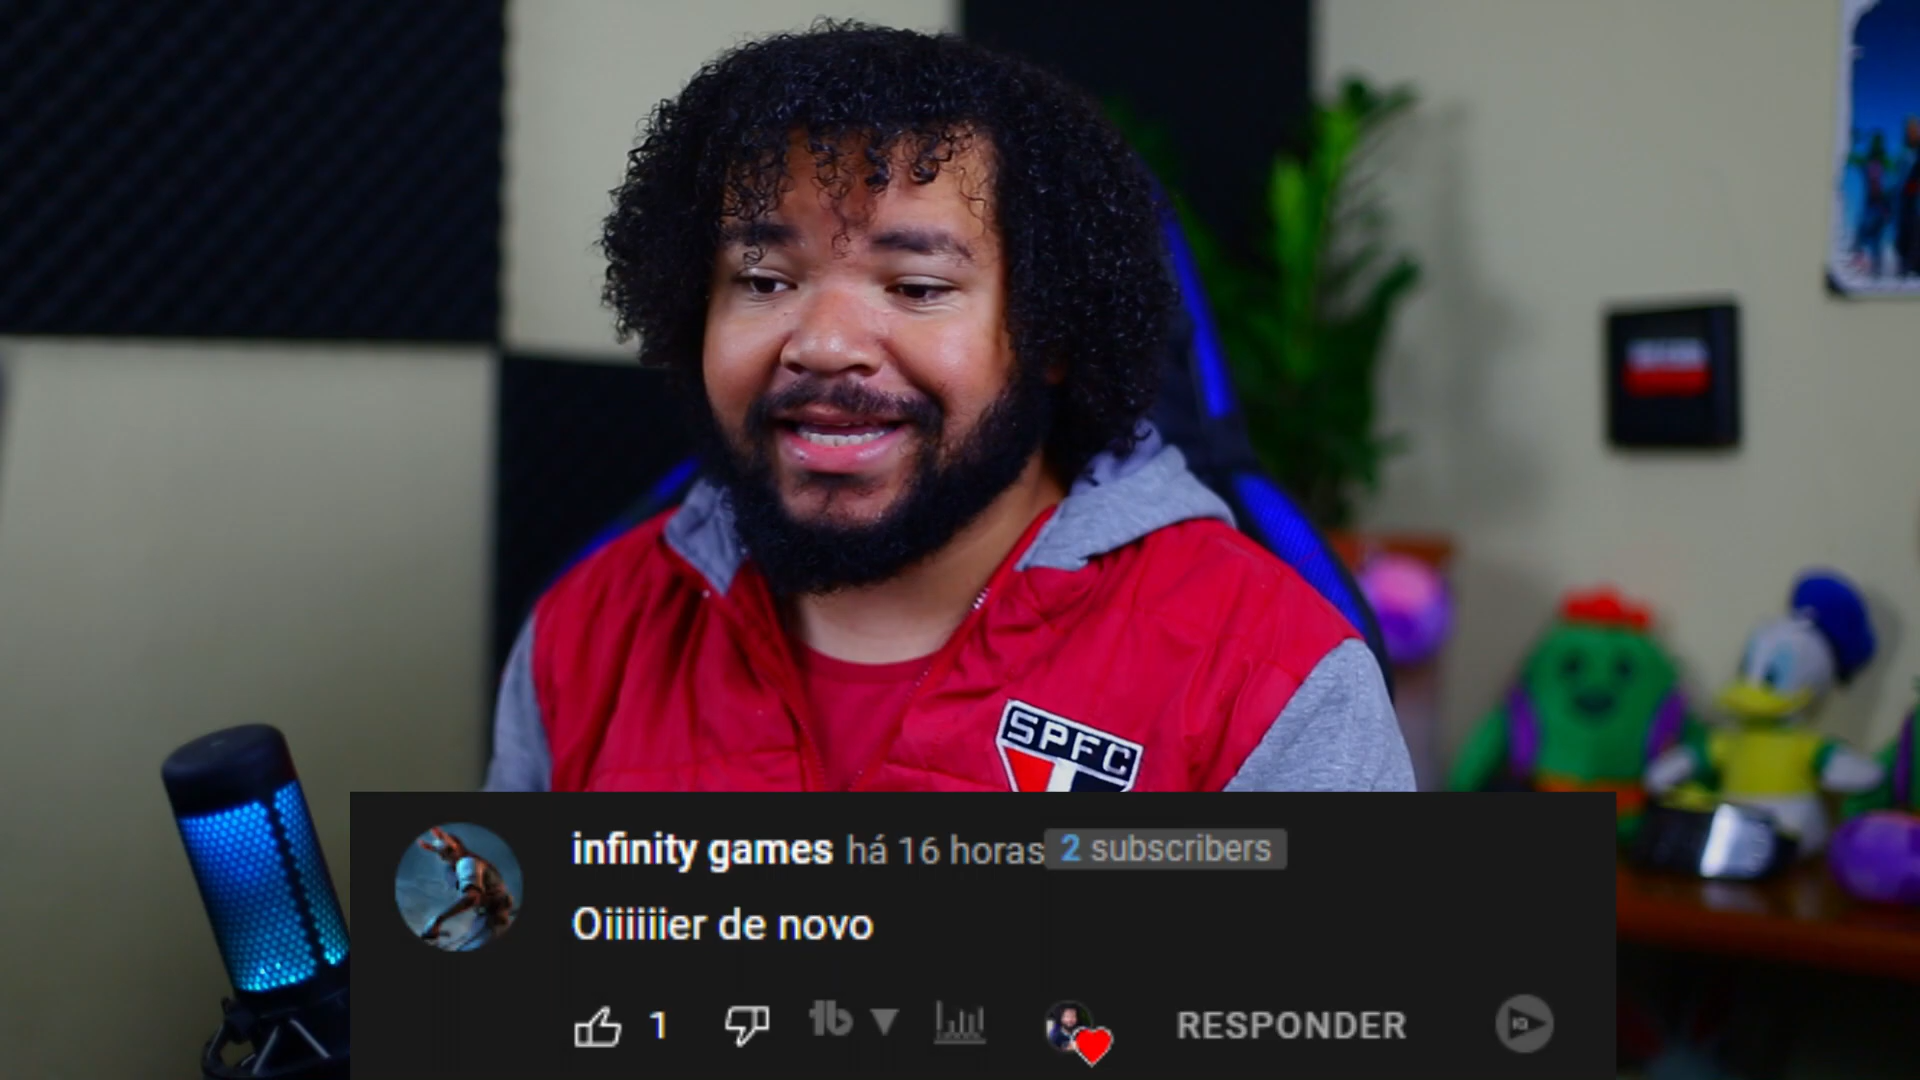 SPFC
infinity games há 16 horas 2 subscribers
Oiiiiiier de novo
1
RESPONDER